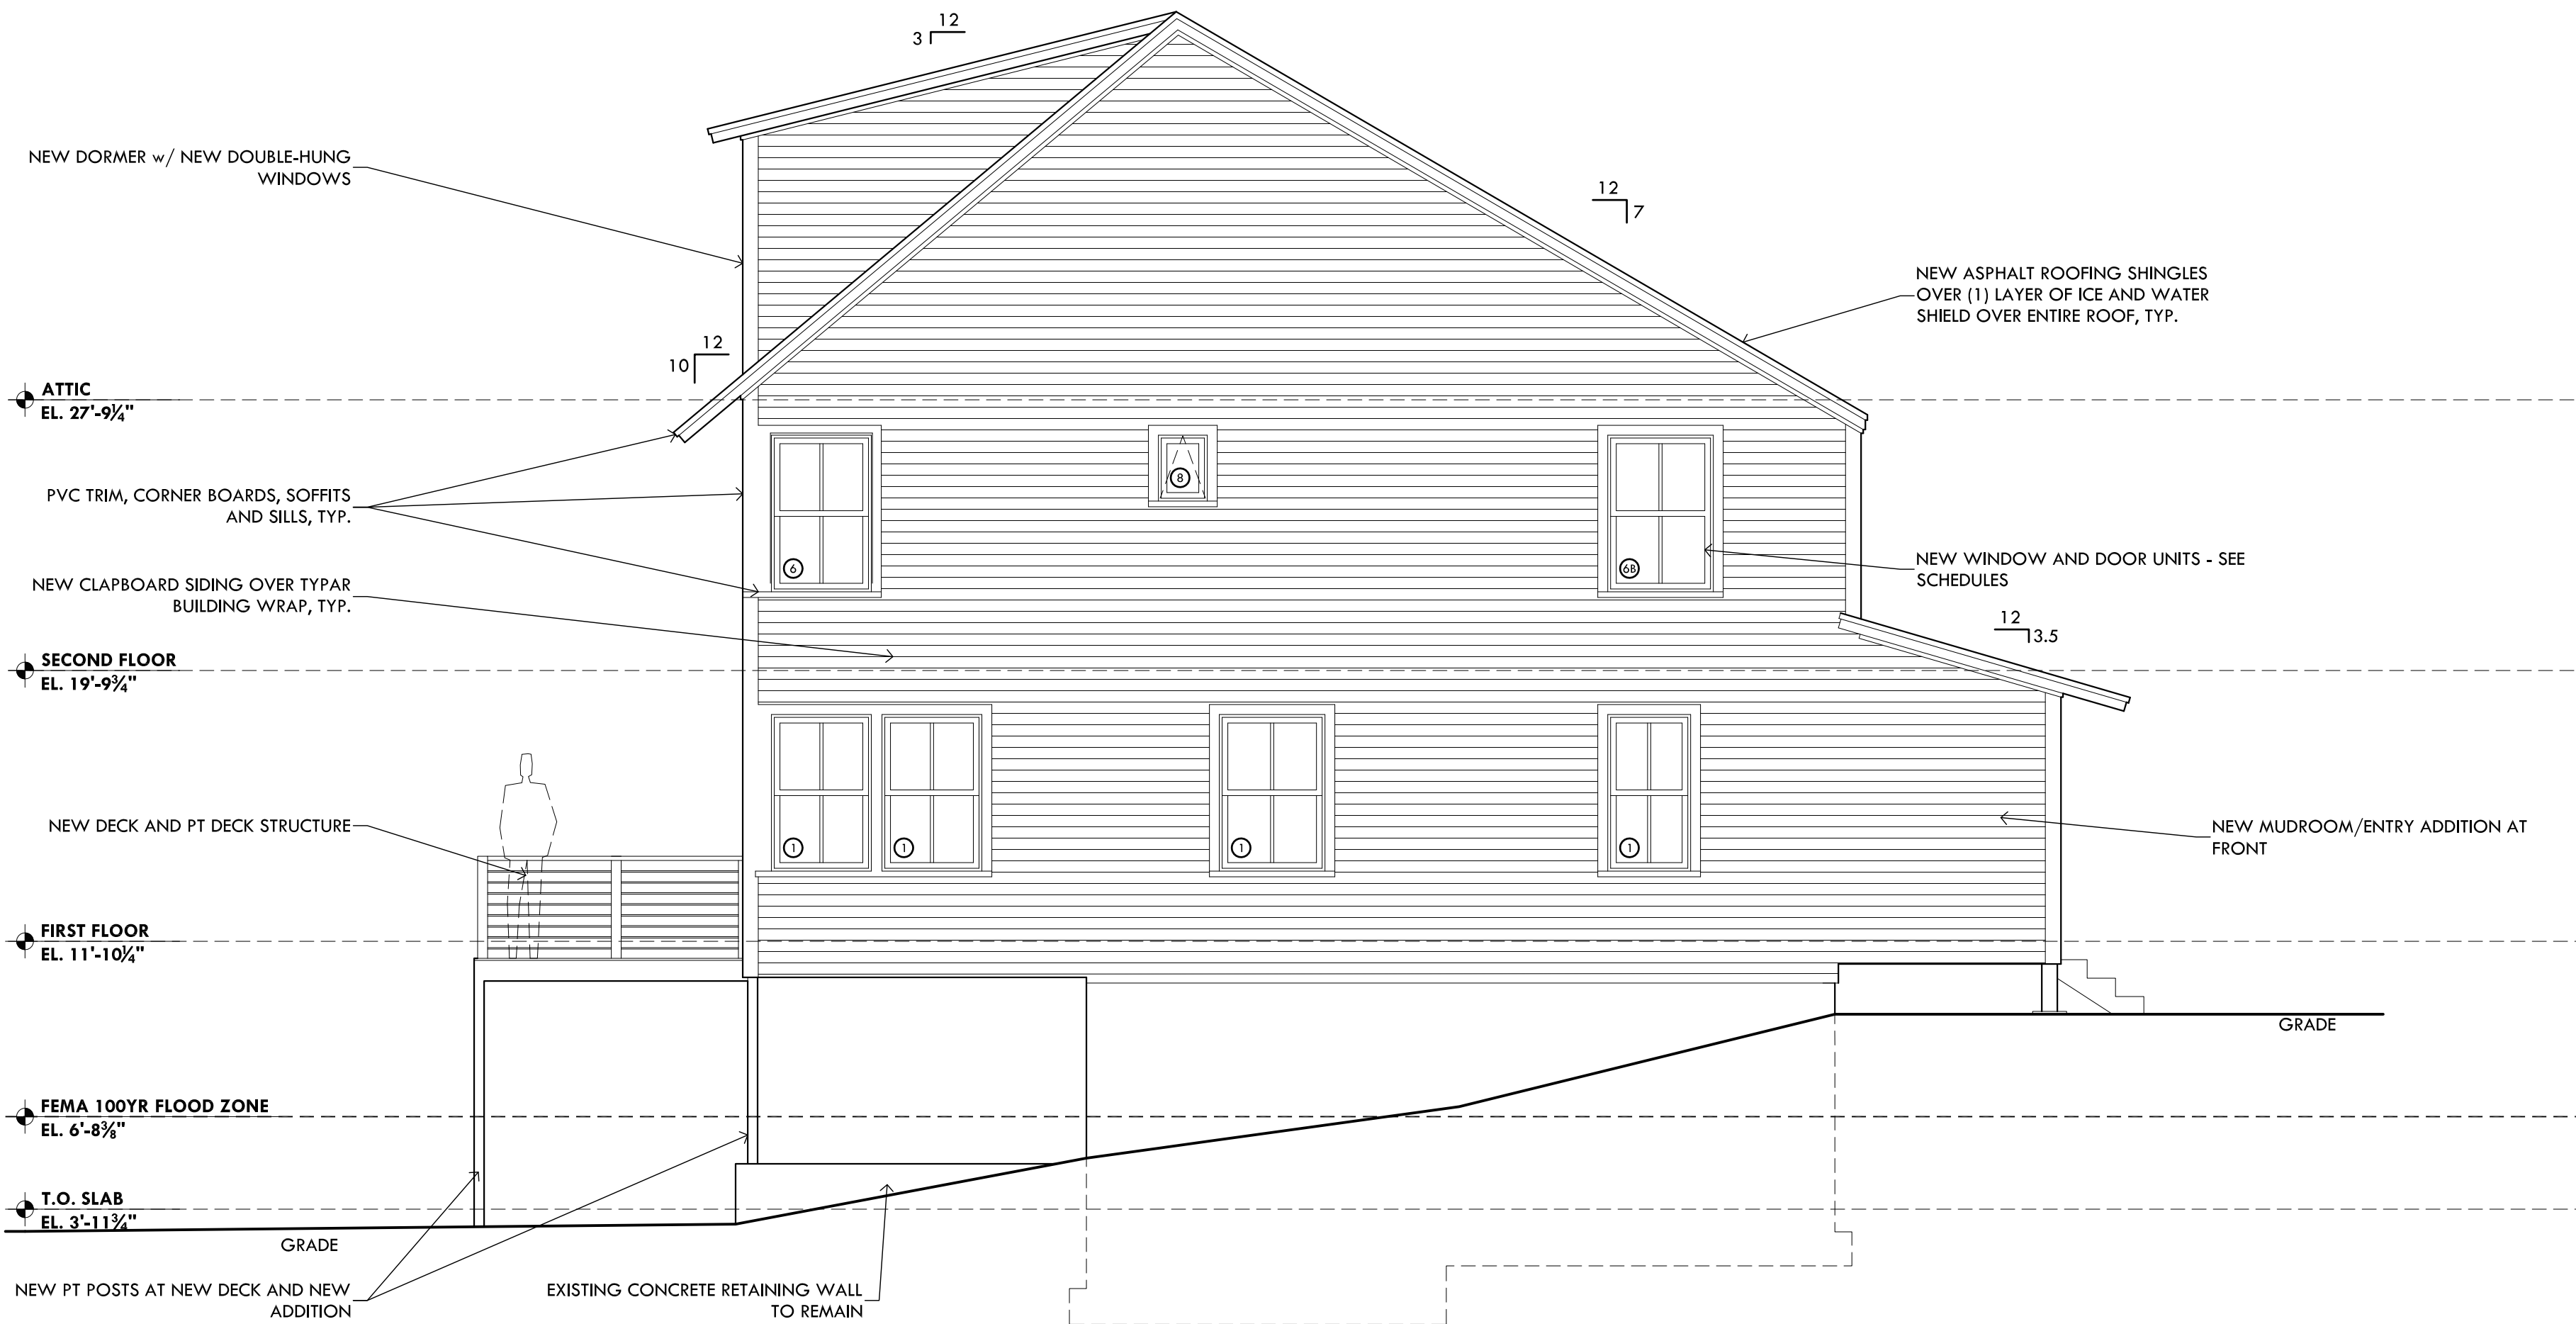 12
3
12
7
NEW DORMER w/ NEW DOUBLE-HUNG
WINDOWS
NEW ASPHALT ROOFING SHINGLES
OVER (1) LAYER OF ICE AND WATER
SHIELD OVER ENTIRE ROOF, TYP.
12
10
ATTIC
EL. 27'-9¼"
8
PVC TRIM, CORNER BOARDS, SOFFITS
AND SILLS, TYP.
6
6B
NEW WINDOW AND DOOR UNITS - SEE
SCHEDULES
NEW CLAPBOARD SIDING OVER TYPAR
BUILDING WRAP, TYP.
12
3.5
SECOND FLOOR
EL. 19'-9¾"
NEW DECK AND PT DECK STRUCTURE
1
1
1
1
NEW MUDROOM/ENTRY ADDITION AT
FRONT
FIRST FLOOR
EL. 11'-10¼"
GRADE
FEMA 100YR FLOOD ZONE
EL. 6'-8⅜"
T.O. SLAB
EL. 3'-11¾"
GRADE
NEW PT POSTS AT NEW DECK AND NEW
ADDITION
EXISTING CONCRETE RETAINING WALL
TO REMAIN